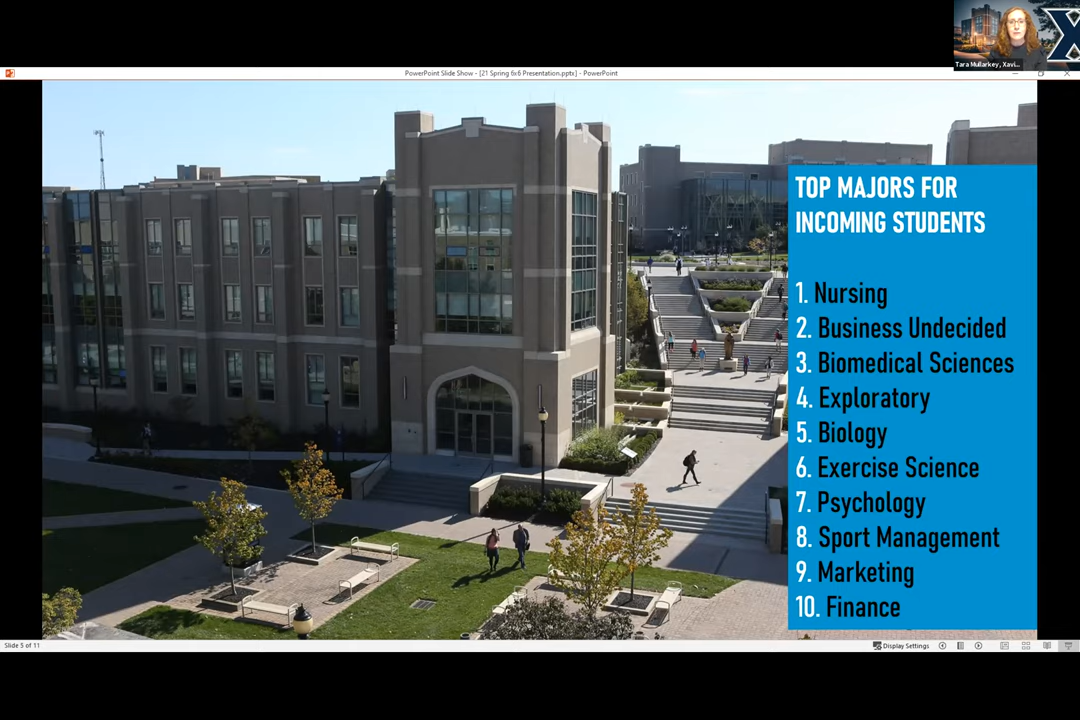 Tara Mullarkey, Xavi...
PowerPoint Slide Show - [21 Spring 6x6 Presentation.pptx] - PowerPoint
TOP MAJORS FOR
INCOMING STUDENTS
1. Nursing
2. Business Undecided
3. Biomedical Sciences
4. Exploratory
5. Biology
6. Exercise Science
7. Psychology
8. Sport Management
9. Marketing
10. Finance
Slide 5 of 11
Display Settings